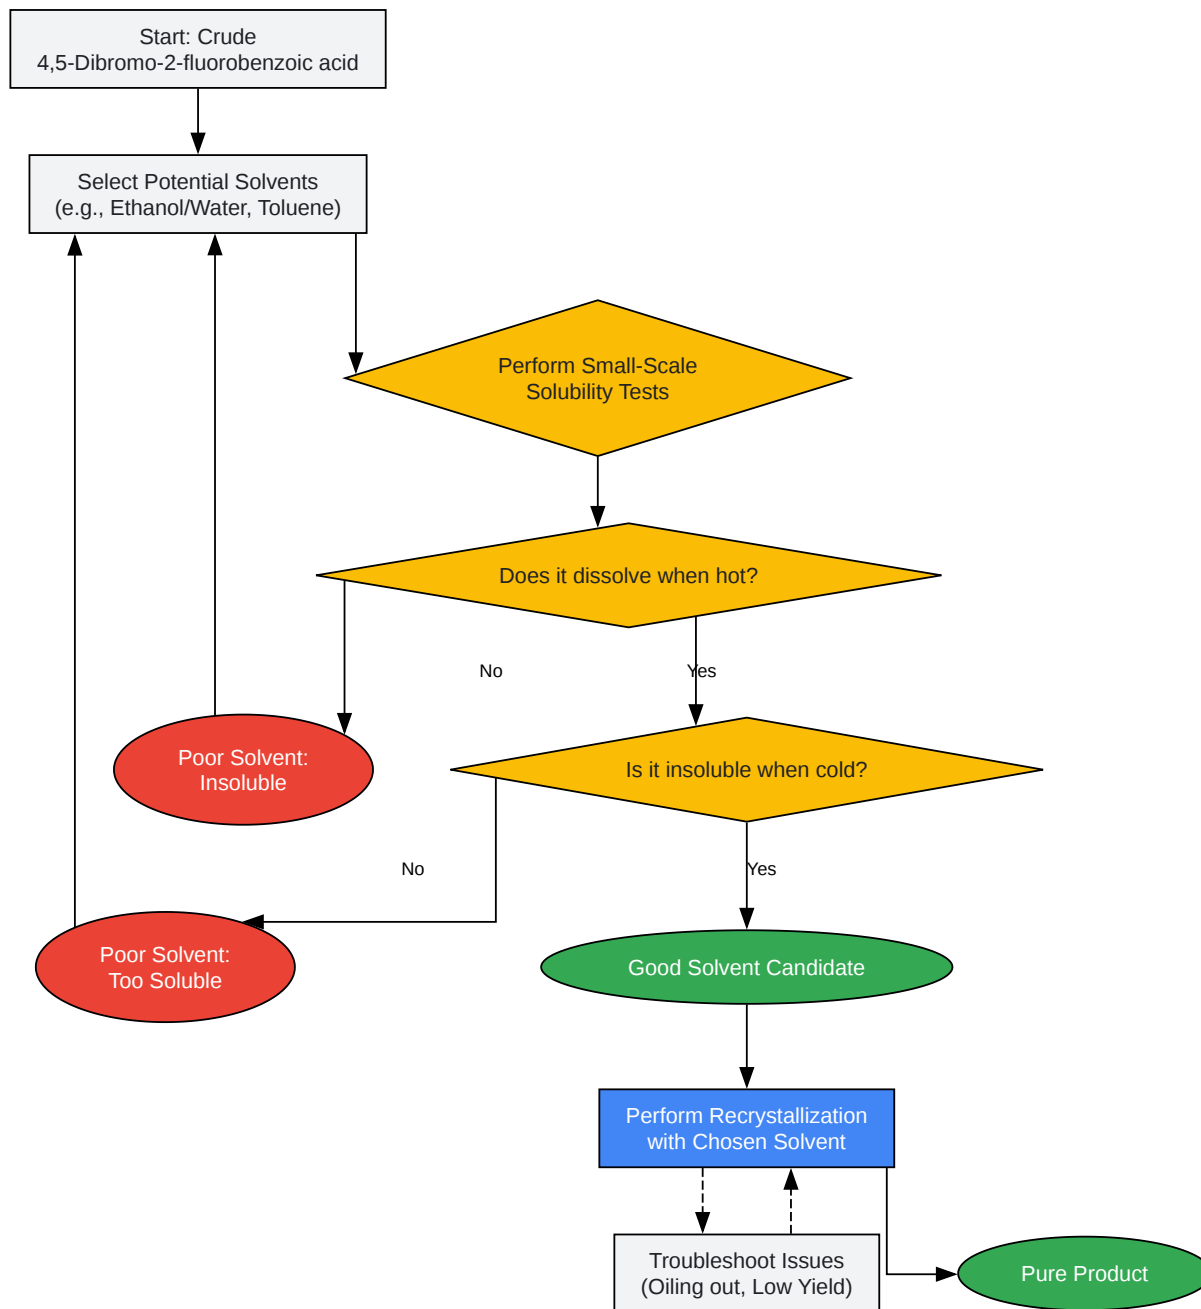 Start: Crude
4,5-Dibromo-2-fluorobenzoic acid
Select Potential Solvents
(e.g., Ethanol/Water, Toluene)
Perform Small-Scale
Solubility Tests
Does it dissolve when hot?
No
Yes
Poor Solvent:
Insoluble
Is it insoluble when cold?
No
Yes
Poor Solvent:
Too Soluble
Good Solvent Candidate
Perform Recrystallization
with Chosen Solvent
Troubleshoot Issues
(Oiling out, Low Yield)
Pure Product